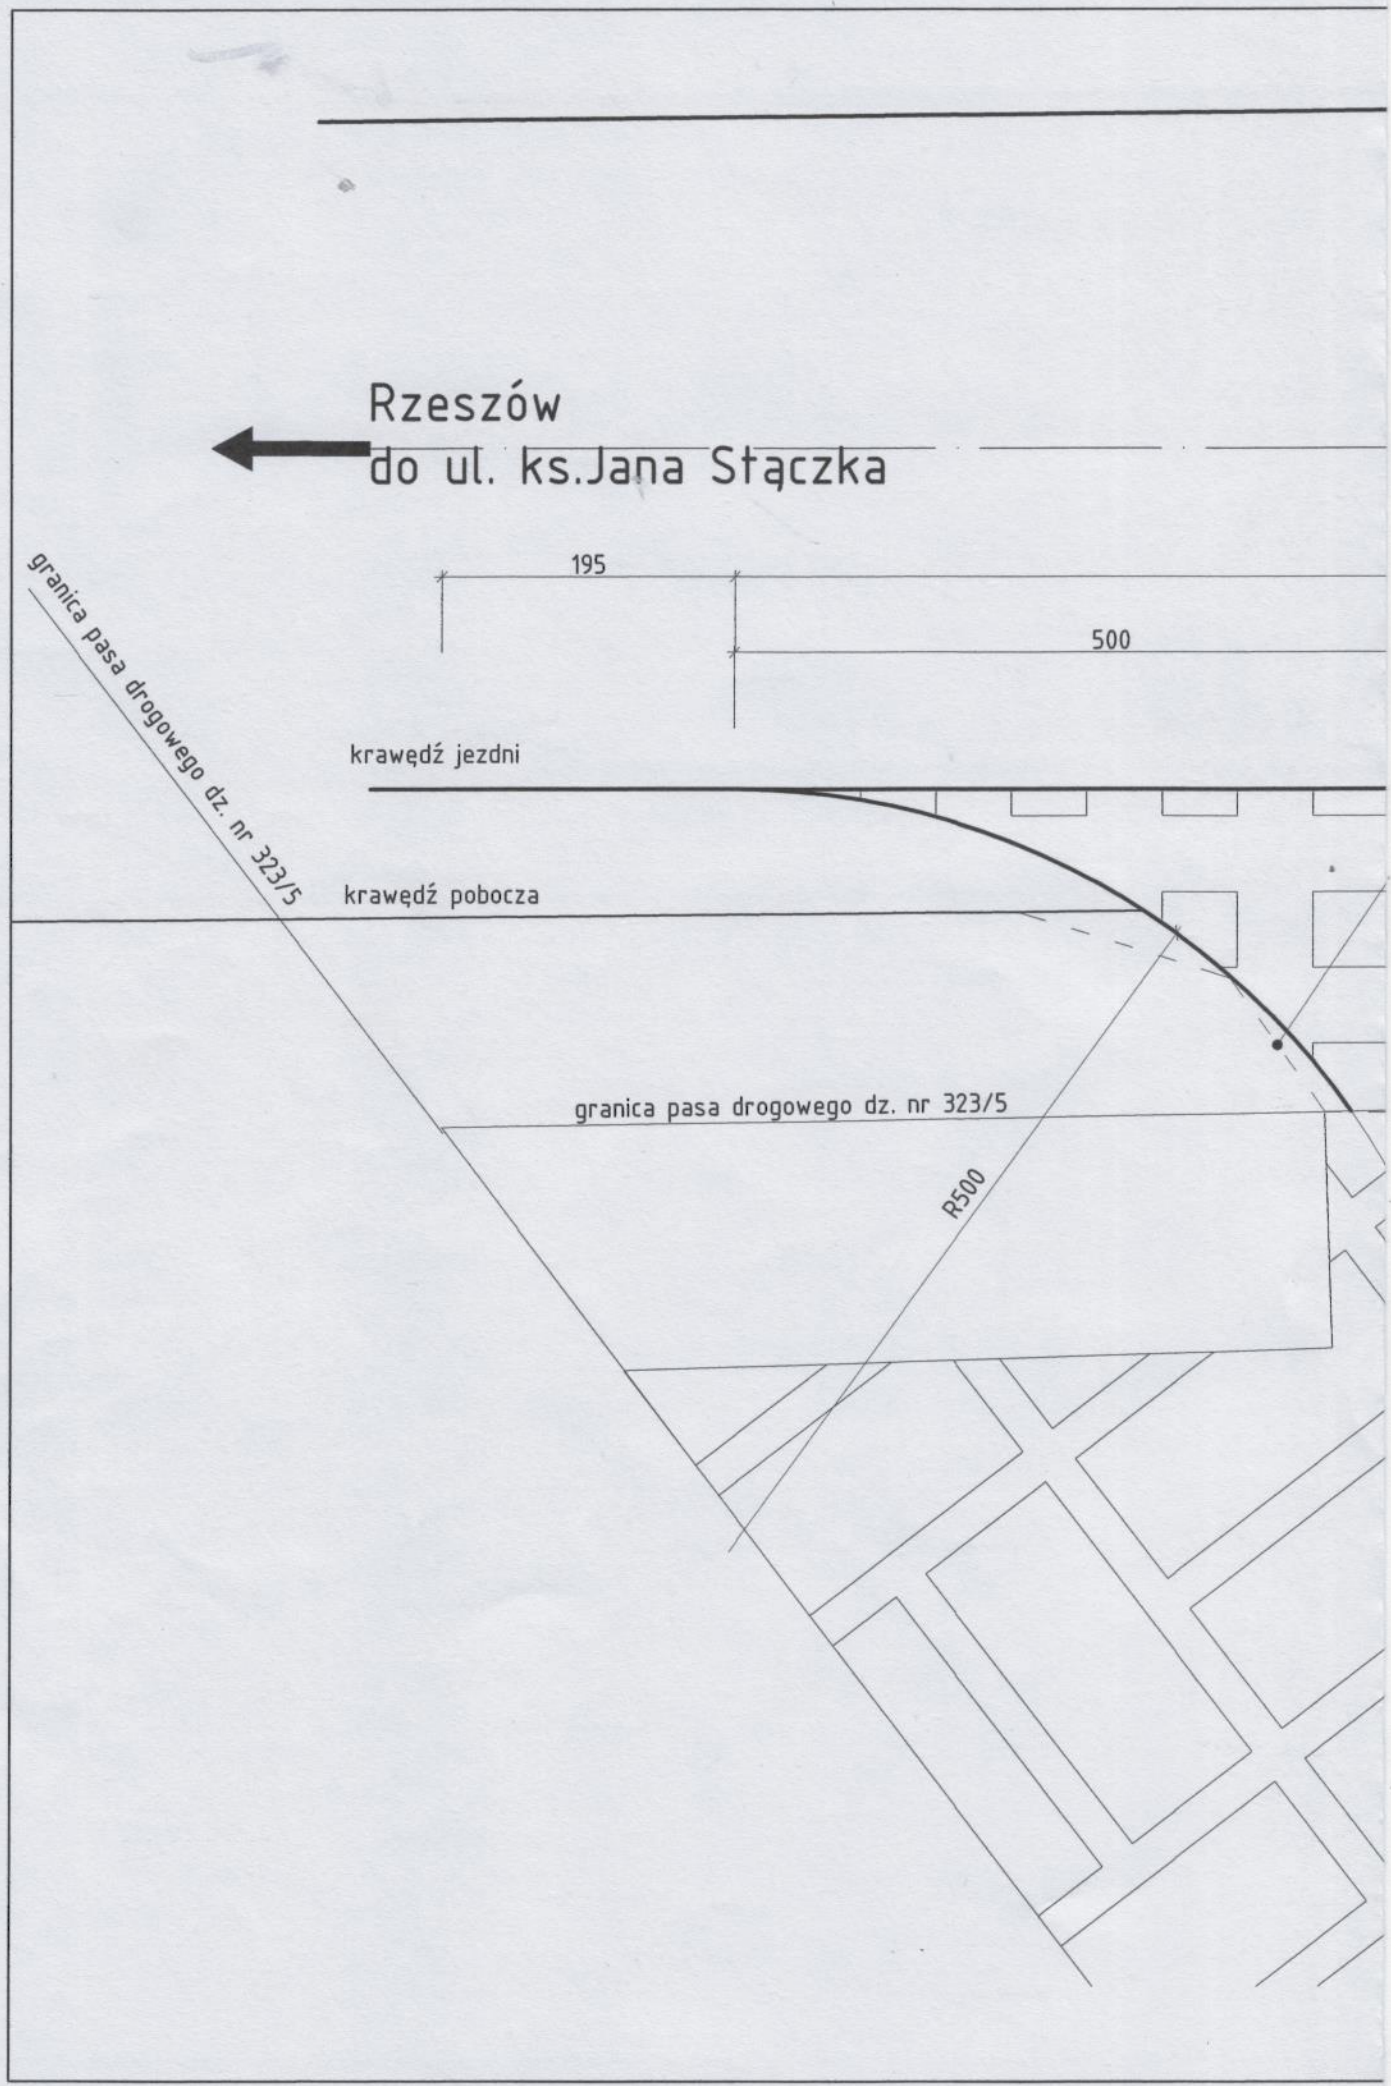 Rzeszów
do ul. ks.Jana Stączka
195
500
granica pasa drogowego dz. nr 323/5
krawędź jezdni
krawędź pobocza
granica pasa drogowego dz. nr 323/5
R500